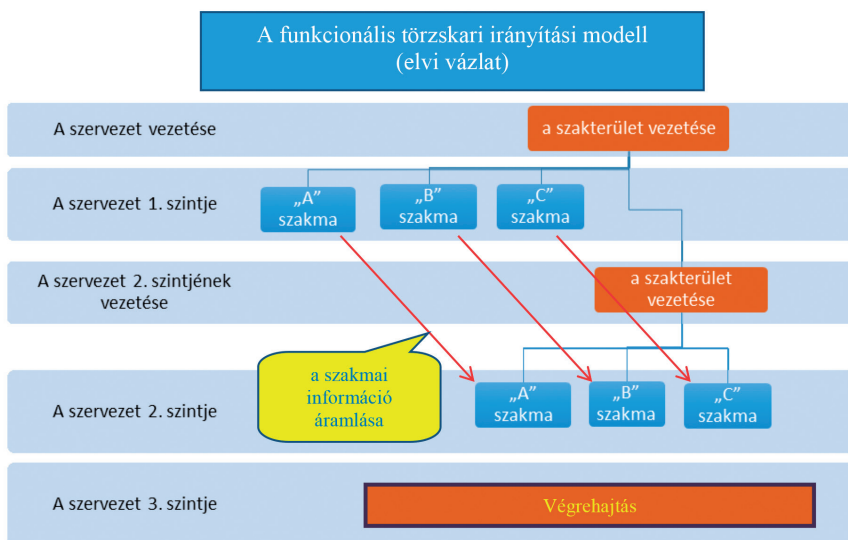 A funkcionális törzskari irányítási modell
(elvi vázlat)
A szervezet vezetése
a szakterület vezetése
A szervezet 1. szintje
„A”
szakma
„B”
szakma
„C”
szakma
A szervezet 2. szintjének
vezetése
a szakterület
vezetése
a szakmai
információ
áramlása
A szervezet 2. szintje
„A”
szakma
„B”
szakma
„C”
szakma
A szervezet 3. szintje
Végrehajtás